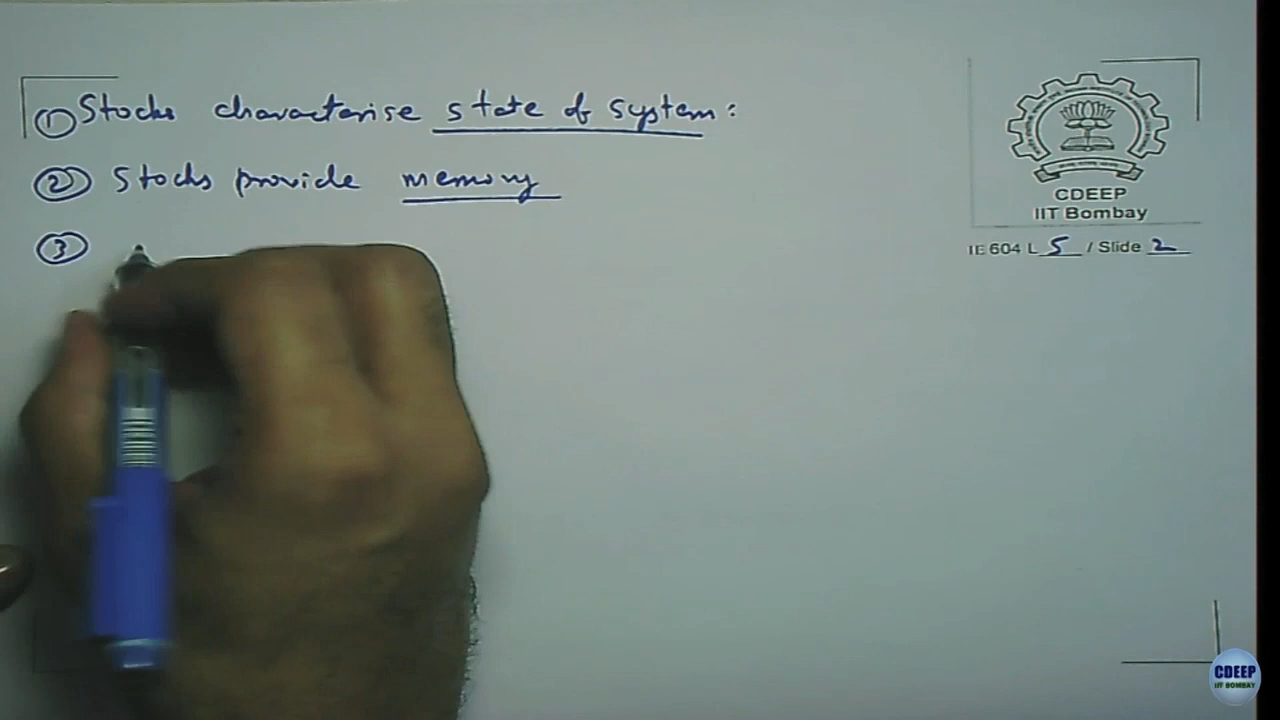 ① Stocks characterise state of system:
② Stocks provide memory
③
CDEEP
IIT Bombay
IE 604 L 5 / Slide 2
CDEEP
IIT BOMBAY